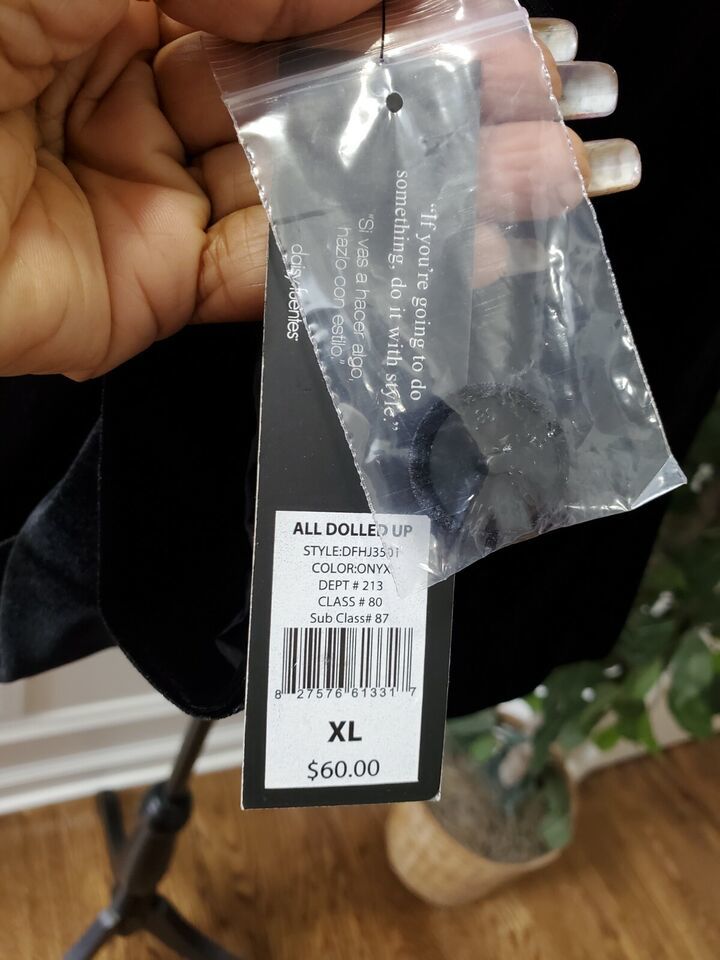 "If you're going to do
something, do it with style."
"Si vas a hacer algo,
hazlo con estilo."
daisy fuentes
ALL DOLLED UP
STYLE:DFHJ3501
COLOR:ONYX
DEPT # 213
CLASS # 80
Sub Class# 87
8 27576 61331 7
XL
$60.00